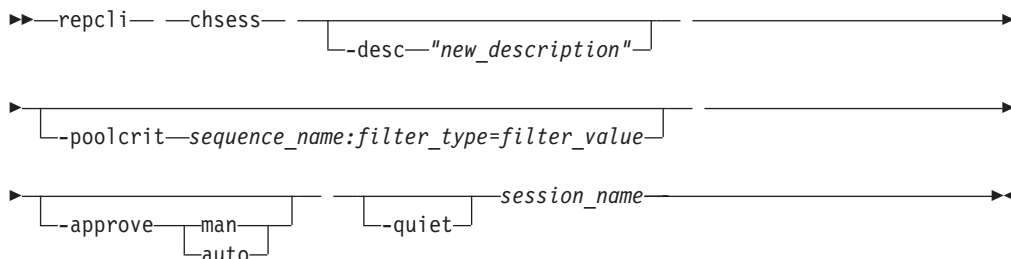 repcli chsess
-desc "new_description"
-poolcrit sequence_name:filter_type=filter_value
session_name
-approve man -quiet
auto